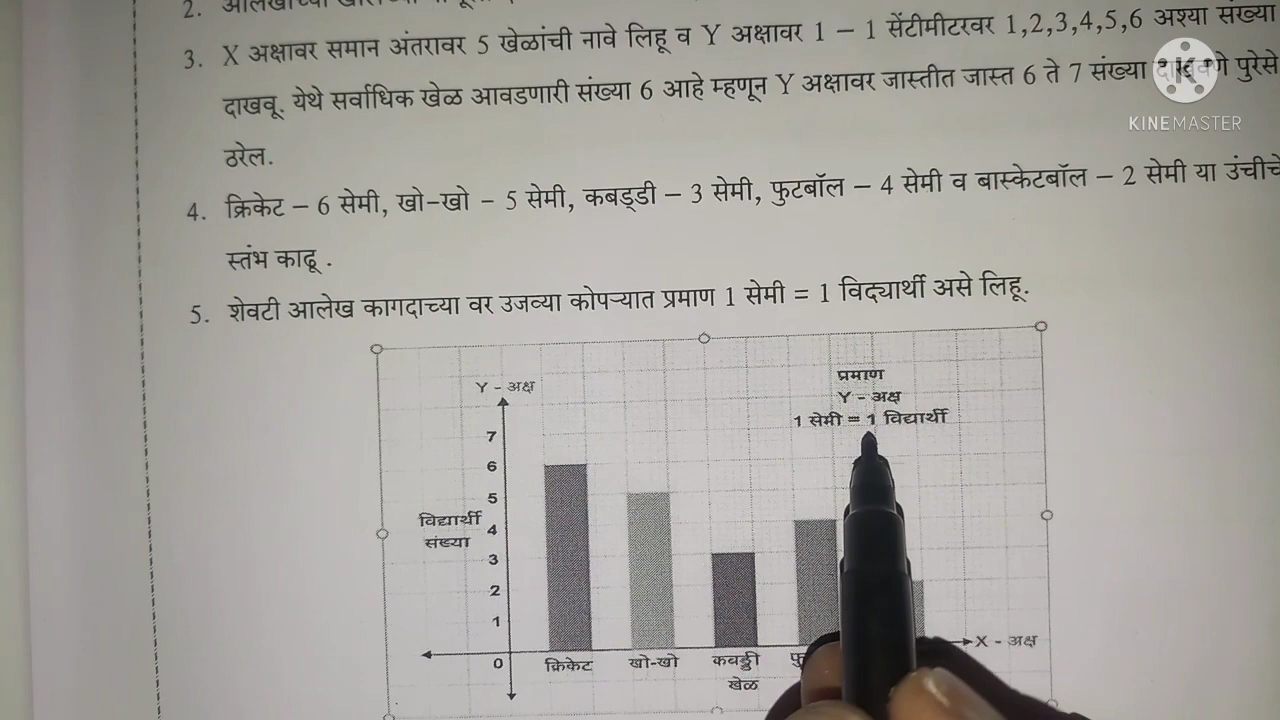 2.
3. X अक्षावर समान अंतरावर 5 खेळांची नावे लिहू व Y अक्षावर 1 – 1 सेंटीमीटरवर 1,2,3,4,5,6 अश्या संख्या
दाखवू. येथे सर्वाधिक खेळ आवडणारी संख्या 6 आहे म्हणून Y अक्षावर जास्तीत जास्त 6 ते 7 संख्या पुरेसे
ठरेल.
KINEMASTER
4. क्रिकेट – 6 सेमी, खो-खो - 5 सेमी, कबड्डी – 3 सेमी, फुटबॉल – 4 सेमी व बास्केटबॉल – 2 सेमी या उंचीचे
स्तंभ काढू .
5. शेवटी आलेख कागदाच्या वर उजव्या कोपऱ्यात प्रमाण 1 सेमी = 1 विद्यार्थी असे लिहू.
प्रमाण
Y - अक्ष
Y - अक्ष
1 सेमी = 1 विद्यार्थी
7
6
5
विद्यार्थी
4
संख्या
3
2
1
X - अक्ष
0 क्रिकेट खो-खो कबड्डी
खेळ